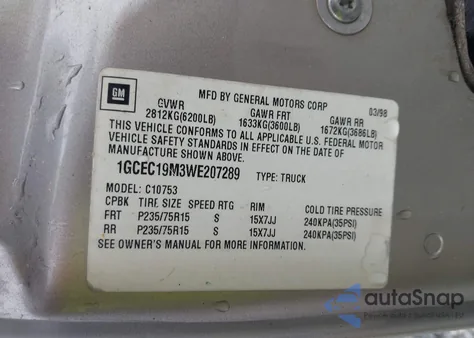 GM
MFD BY GENERAL MOTORS CORP
03/98
GVWR GAWR FRT GAWR RR
2812KG(6200LB) 1633KG(3600LB) 1672KG(3686LB)
THIS VEHICLE CONFORMS TO ALL APPLICABLE U.S. FEDERAL MOTOR
VEHICLE SAFETY STANDARDS IN EFFECT ON THE DATE OF
MANUFACTURE SHOWN ABOVE.
1GCEC19M3WE207289 TYPE: TRUCK
MODEL: C10753
CPBK TIRE SIZE SPEED RTG RIM COLD TIRE PRESSURE
FRT P235/75R15 S 15X7JJ 240KPA(35PSI)
RR P235/75R15 S 15X7JJ 240KPA(35PSI)
SEE OWNER'S MANUAL FOR MORE INFORMATION.
autoSnap